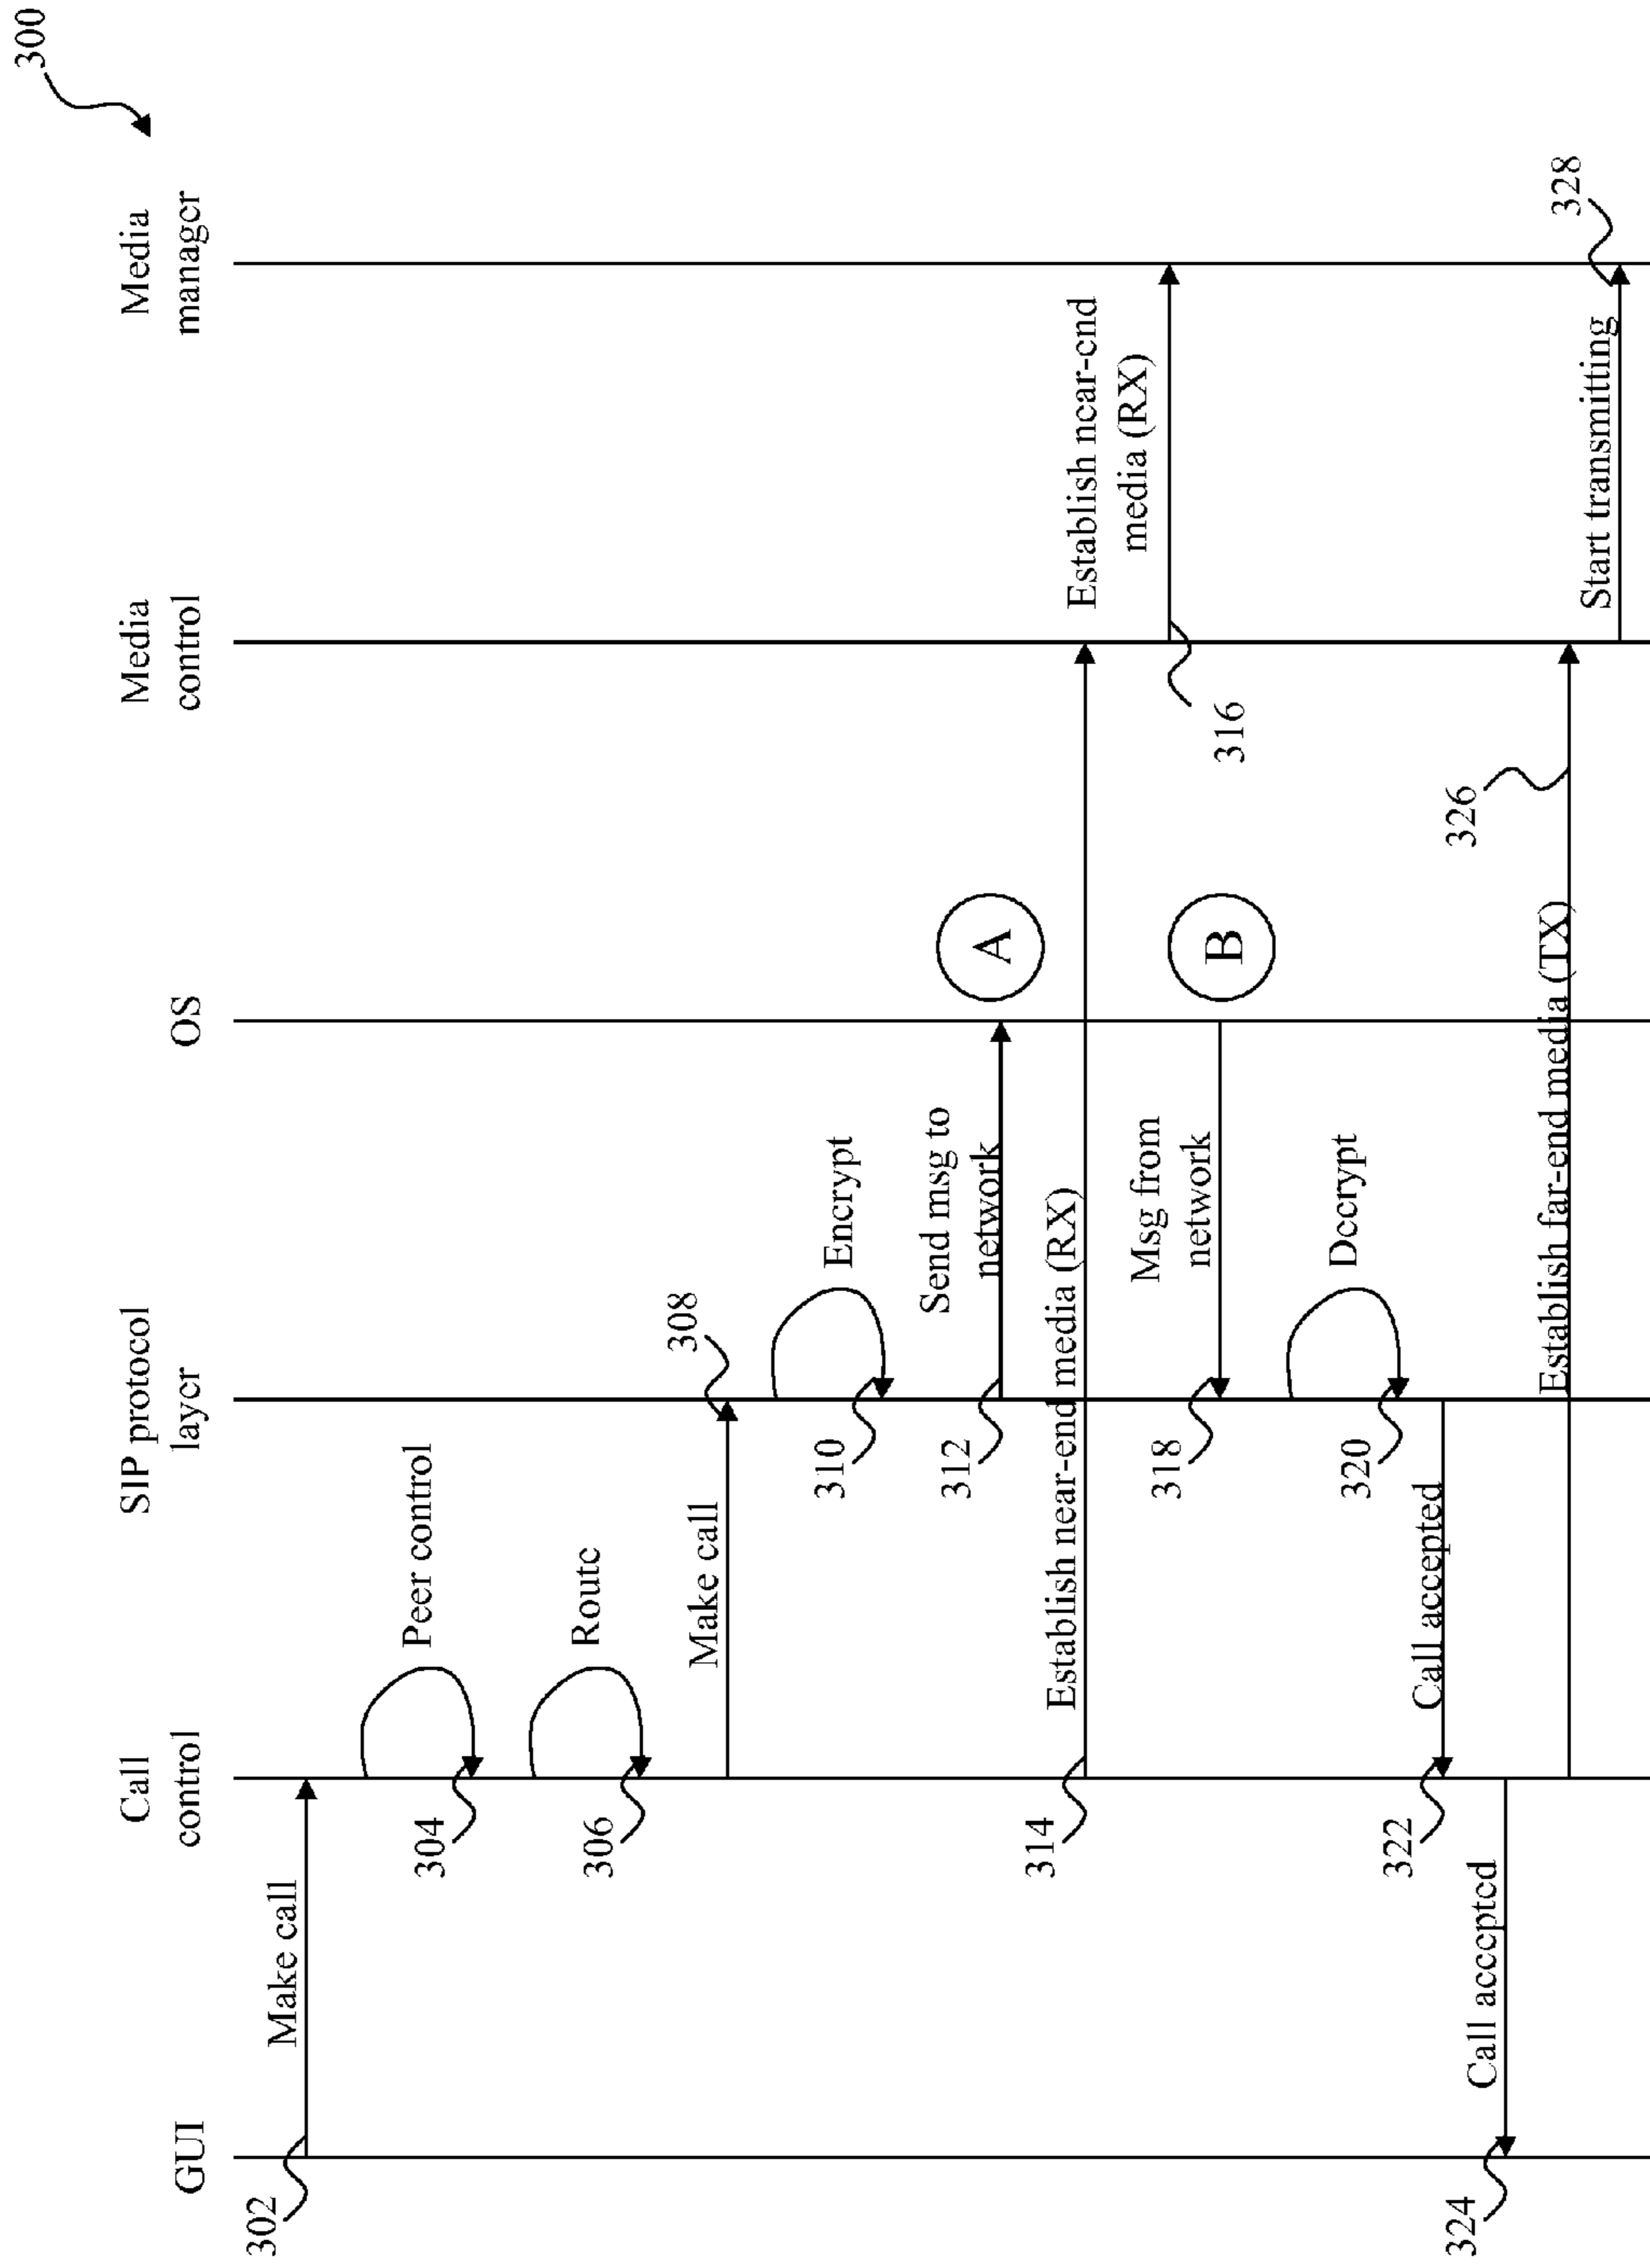 300
GUI
Call
control
SIP protocol
layer
OS
Media
control
Media
manager
302
Make call
304
Peer control
306
Route
Make call
308
310
Encrypt
312
Send msg to
network
A
314
Establish near-end media (RX)
316
Establish near-end
media (RX)
318
Msg from
network
B
320
Decrypt
322
Call accepted
324
Call accepted
Establish far-end media (TX)
326
Start transmitting
328